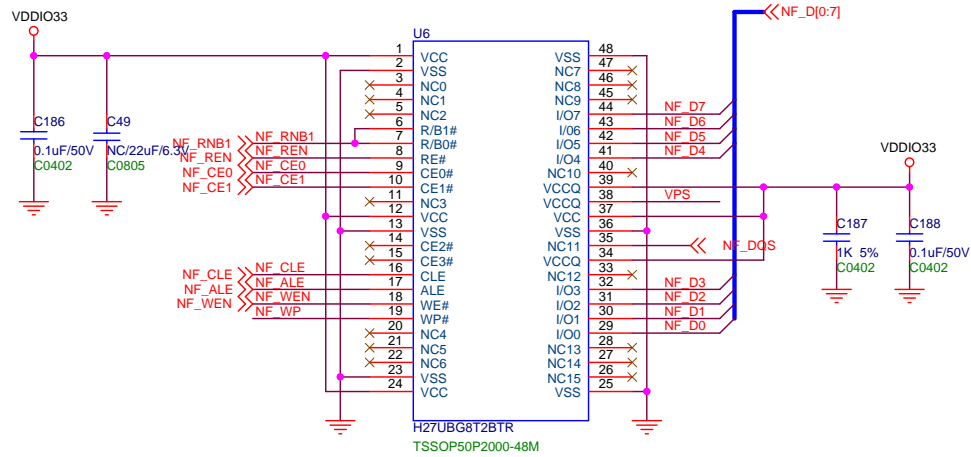 VDDIO33
C186
0.1uF/50V
C0402
C49
NC/22uF/6.3V
C0805
NF_RNB1
NF_REN
NF_CE0
NF_CE1
NF_RNB1
NF_REN
NF_CE0
NF_CE1
NF_CLE
NF_ALE
NF_WEN
NF_CLE
NF_ALE
NF_WEN
NF_WP
U6
1 VCC
2 VSS
3 NC0
4 NC1
5 NC2
6 R/B1#
7 R/B0#
8 RE#
9 CE0#
10 CE1#
11 NC3
12 VCC
13 VSS
14 CE2#
15 CE3#
16 CLE
17 ALE
18 WE#
19 WP#
20 NC4
21 NC5
22 NC6
23 VSS
24 VCC
VSS 48
NC7 47
NC8 46
NC9 45
I/O7 44
I/06 43
I/O5 42
I/O4 41
NC10 40
VCCQ 39
VCCQ 38
VCC 37
VSS 36
NC11 35
VCCQ 34
NC12 33
I/O3 32
I/O2 31
I/O1 30
I/O0 29
NC13 28
NC14 27
NC15 26
VSS 25
H27UBG8T2BTR
TSSOP50P2000-48M
NF_D[0:7]
NF_D7
NF_D6
NF_D5
NF_D4
VPS
NF_DQS
NF_D3
NF_D2
NF_D1
NF_D0
VDDIO33
C187
1K 5%
C0402
C188
0.1uF/50V
C0402